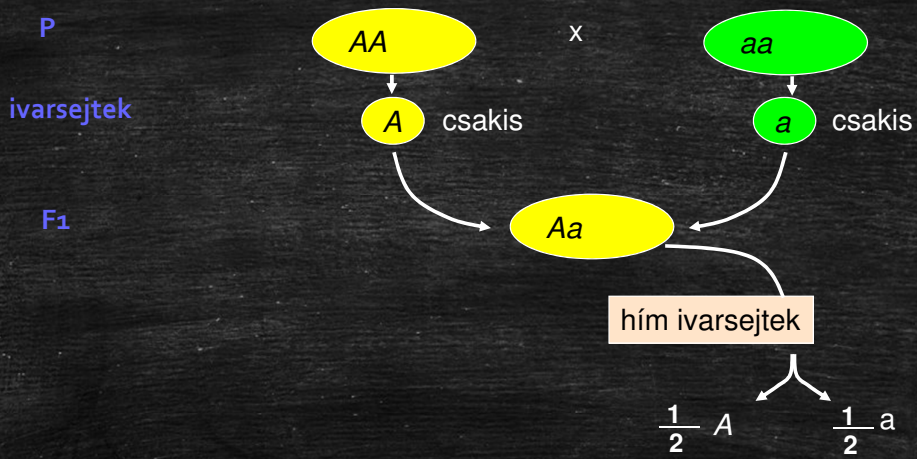 P AA x aa
ivarsejtek A csakis a csakis
F1 Aa
hím ivarsejtek
1/2 A 1/2 a